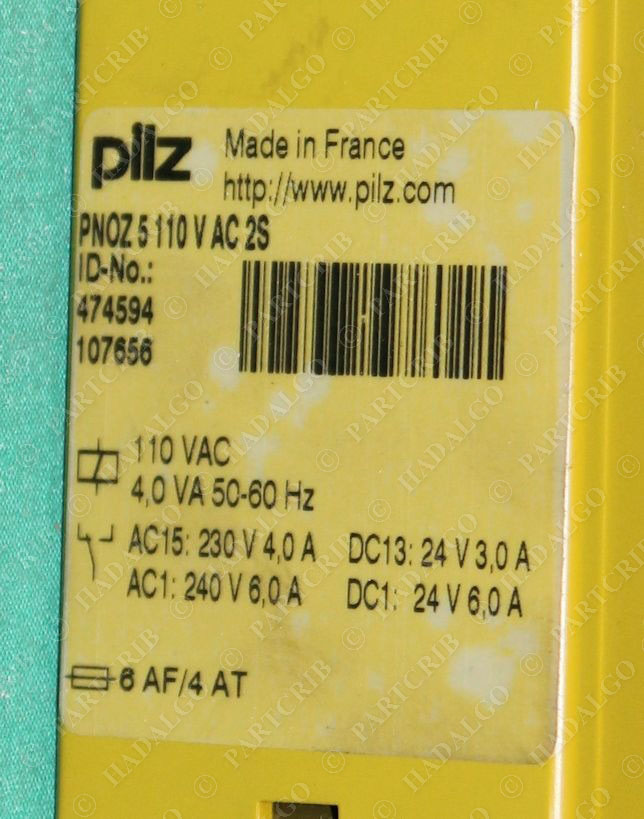 pilz Made in France
http://www.pilz.com
PNOZ 5 110 V AC 2S
ID-No.:
474594
107656
110 VAC
4,0 VA 50-60 Hz
AC15: 230 V 4,0 A DC13: 24 V 3,0 A
AC1: 240 V 6,0 A DC1: 24 V 6,0 A
6 AF/4 AT
© PARTCRIB
© HADALGO